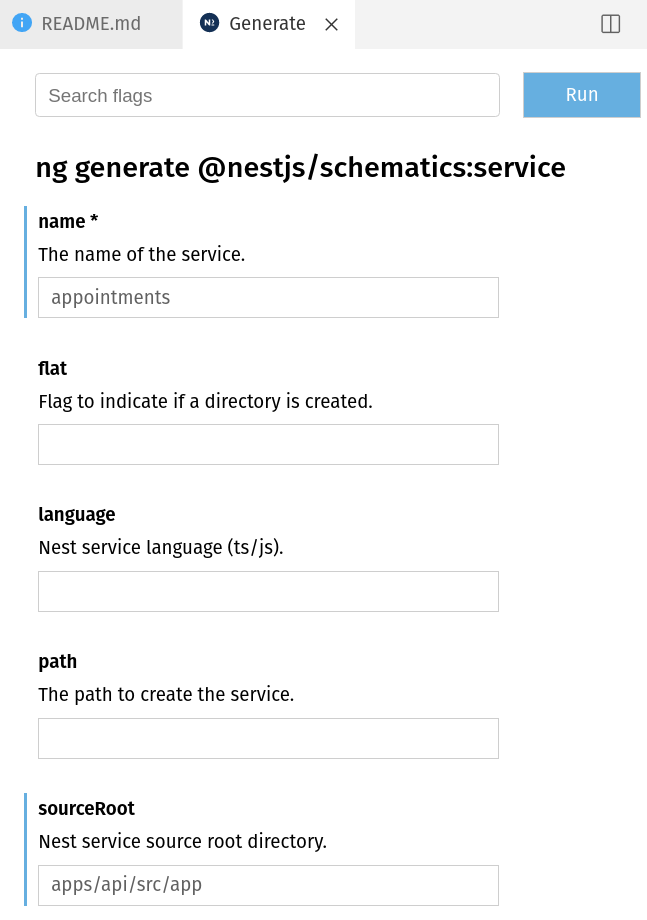 README.md
Generate
Search flags
Run
ng generate @nestjs/schematics:service
name *
The name of the service.
appointments
flat
Flag to indicate if a directory is created.
language
Nest service language (ts/js).
path
The path to create the service.
sourceRoot
Nest service source root directory.
apps/api/src/app